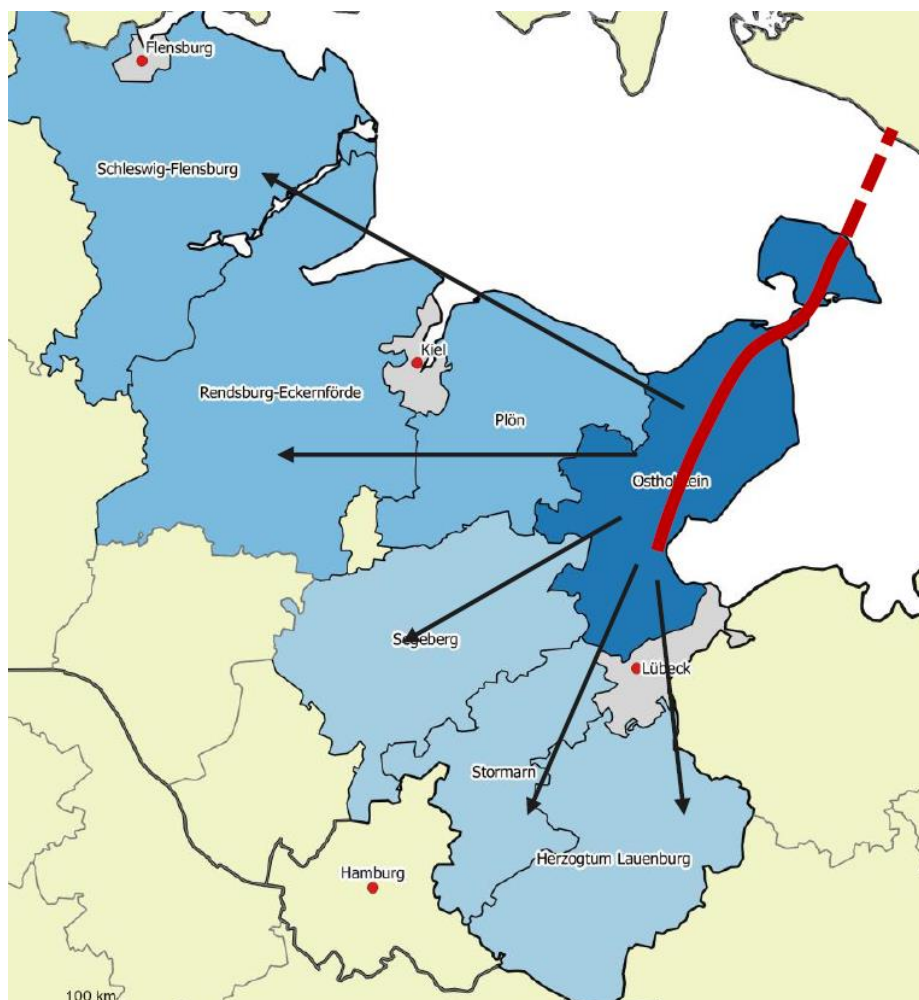 Flensburg
Schleswig-Flensburg
Kiel
Rendsburg-Eckernförde
Plön
Ostholstein
Segeberg
Lübeck
Stormarn
Herzogtum Lauenburg
Hamburg
100 km